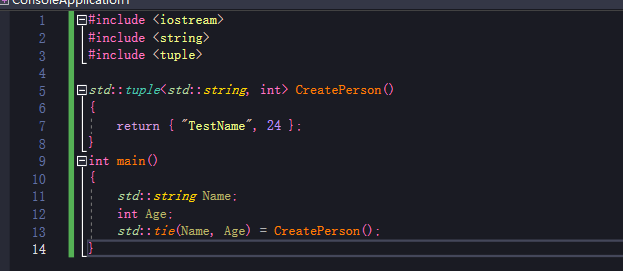 ConsoleApplication1
1 #include <iostream>
2 #include <string>
3 #include <tuple>
4
5 std::tuple<std::string, int> CreatePerson()
6 {
7 return { "TestName", 24 };
8 }
9 int main()
10 {
11 std::string Name;
12 int Age;
13 std::tie(Name, Age) = CreatePerson();
14 }